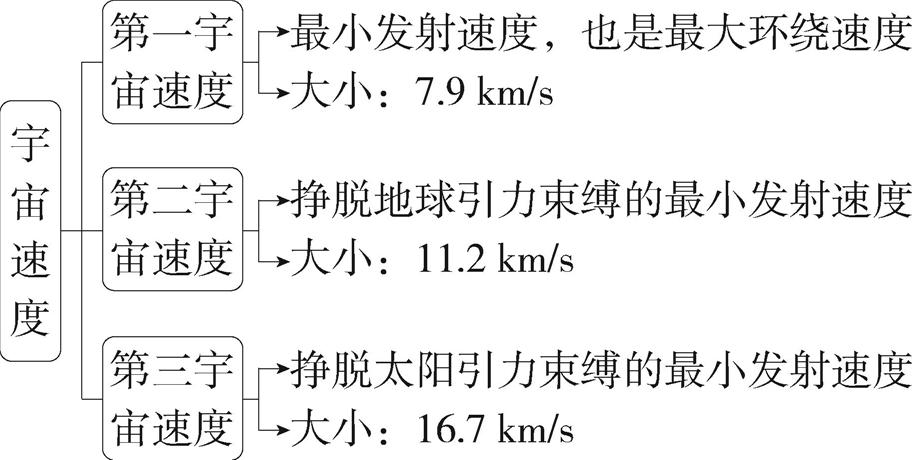 宇宙速度
第一宇宙速度
最小发射速度，也是最大环绕速度
大小：7.9 km/s
第二宇宙速度
挣脱地球引力束缚的最小发射速度
大小：11.2 km/s
第三宇宙速度
挣脱太阳引力束缚的最小发射速度
大小：16.7 km/s